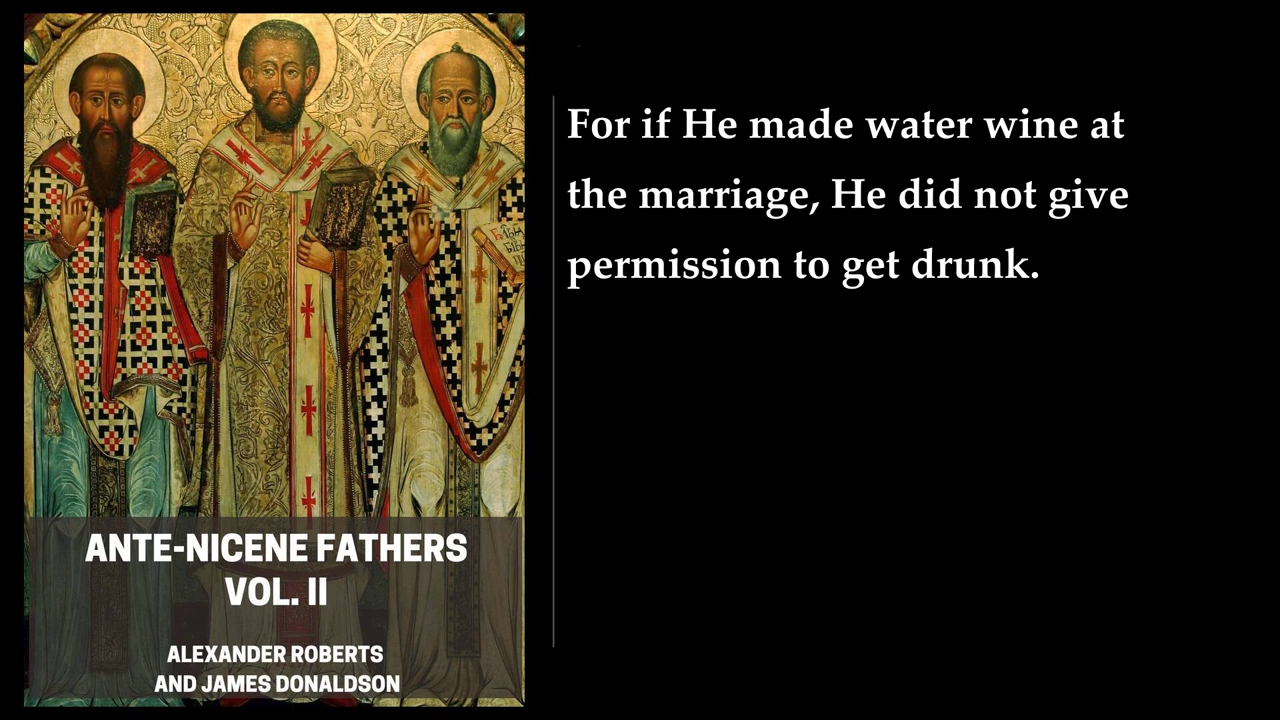 For if He made water wine at
the marriage, He did not give
permission to get drunk.
ANTE-NICENE FATHERS
VOL. II
ALEXANDER ROBERTS
AND JAMES DONALDSON